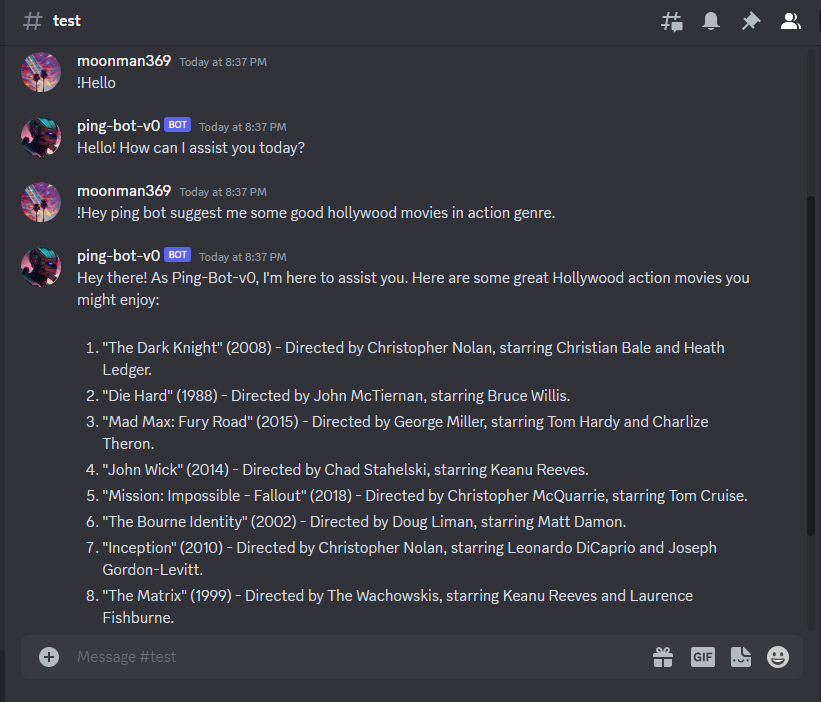 test
moonman369 Today at 8:37 PM
!Hello
ping-bot-v0 BOT Today at 8:37 PM
Hello! How can I assist you today?
moonman369 Today at 8:37 PM
!Hey ping bot suggest me some good hollywood movies in action genre.
ping-bot-v0 BOT Today at 8:37 PM
Hey there! As Ping-Bot-v0, I'm here to assist you. Here are some great Hollywood action movies you
might enjoy:
1. "The Dark Knight" (2008) - Directed by Christopher Nolan, starring Christian Bale and Heath
Ledger.
2. "Die Hard" (1988) - Directed by John McTiernan, starring Bruce Willis.
3. "Mad Max: Fury Road" (2015) - Directed by George Miller, starring Tom Hardy and Charlize
Theron.
4. "John Wick" (2014) - Directed by Chad Stahelski, starring Keanu Reeves.
5. "Mission: Impossible - Fallout" (2018) - Directed by Christopher McQuarrie, starring Tom Cruise.
6. "The Bourne Identity" (2002) - Directed by Doug Liman, starring Matt Damon.
7. "Inception" (2010) - Directed by Christopher Nolan, starring Leonardo DiCaprio and Joseph
Gordon-Levitt.
8. "The Matrix" (1999) - Directed by The Wachowskis, starring Keanu Reeves and Laurence
Fishburne.
Message #test
GIF